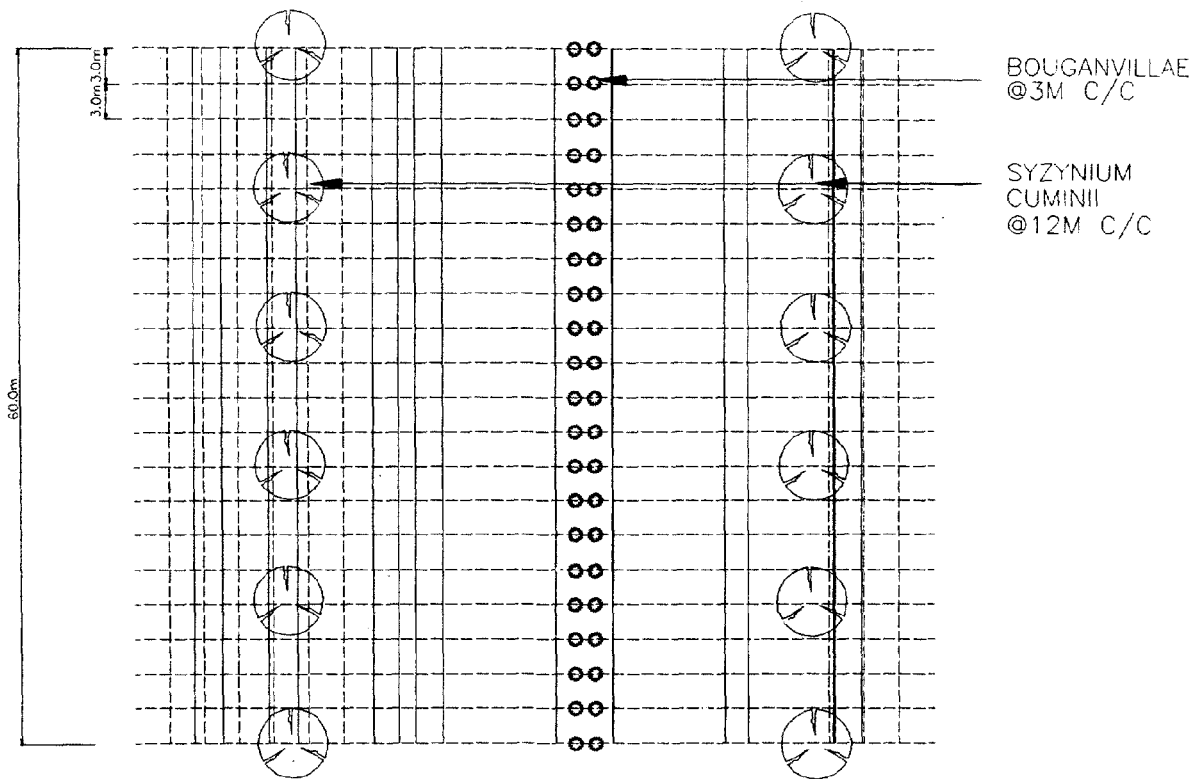 3.0m
3.0m
60.0m
BOUGANVILLAE
@3M C/C
SYZYNIUM
CUMINII
@12M C/C